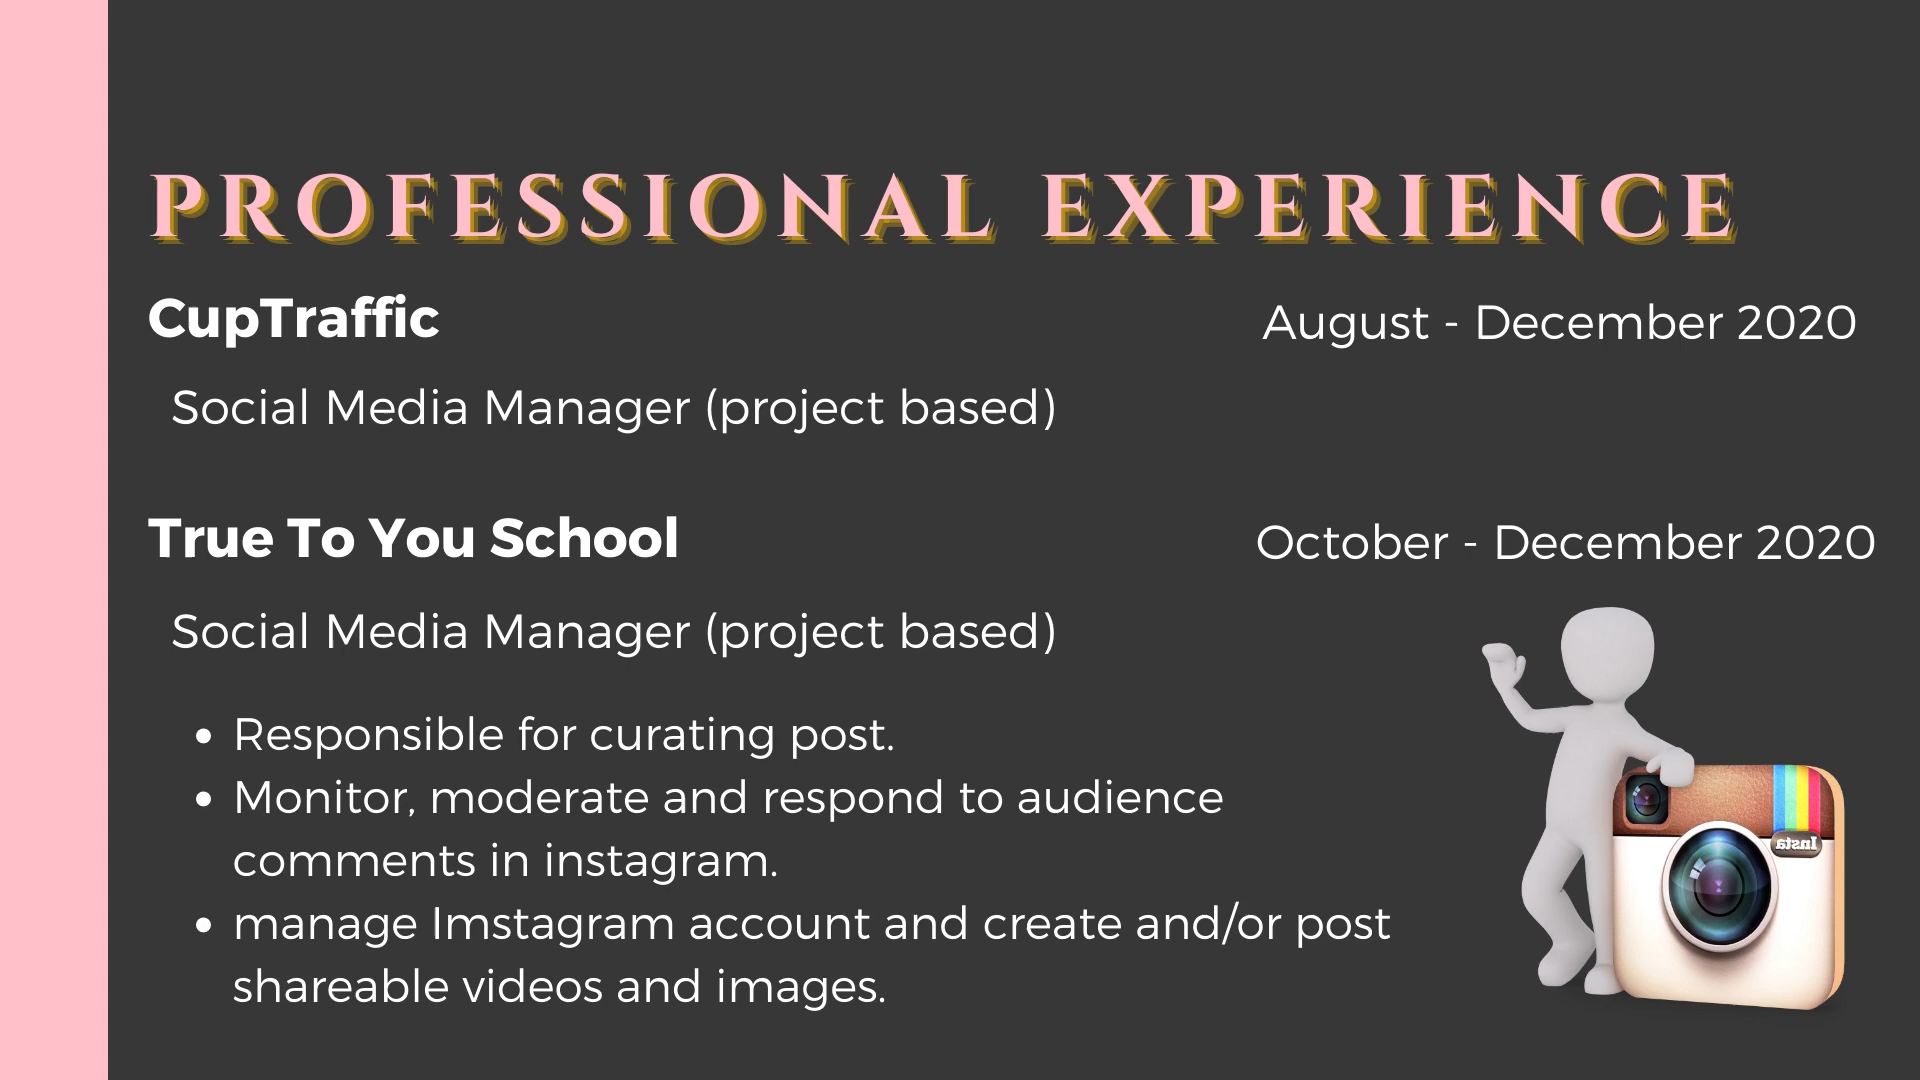 PROFESSIONAL EXPERIENCE
CupTraffic
August - December 2020
Social Media Manager (project based)
True To You School
October - December 2020
Social Media Manager (project based)
• Responsible for curating post.
• Monitor, moderate and respond to audience
comments in instagram.
• manage Imstagram account and create and/or post
shareable videos and images.
Insta